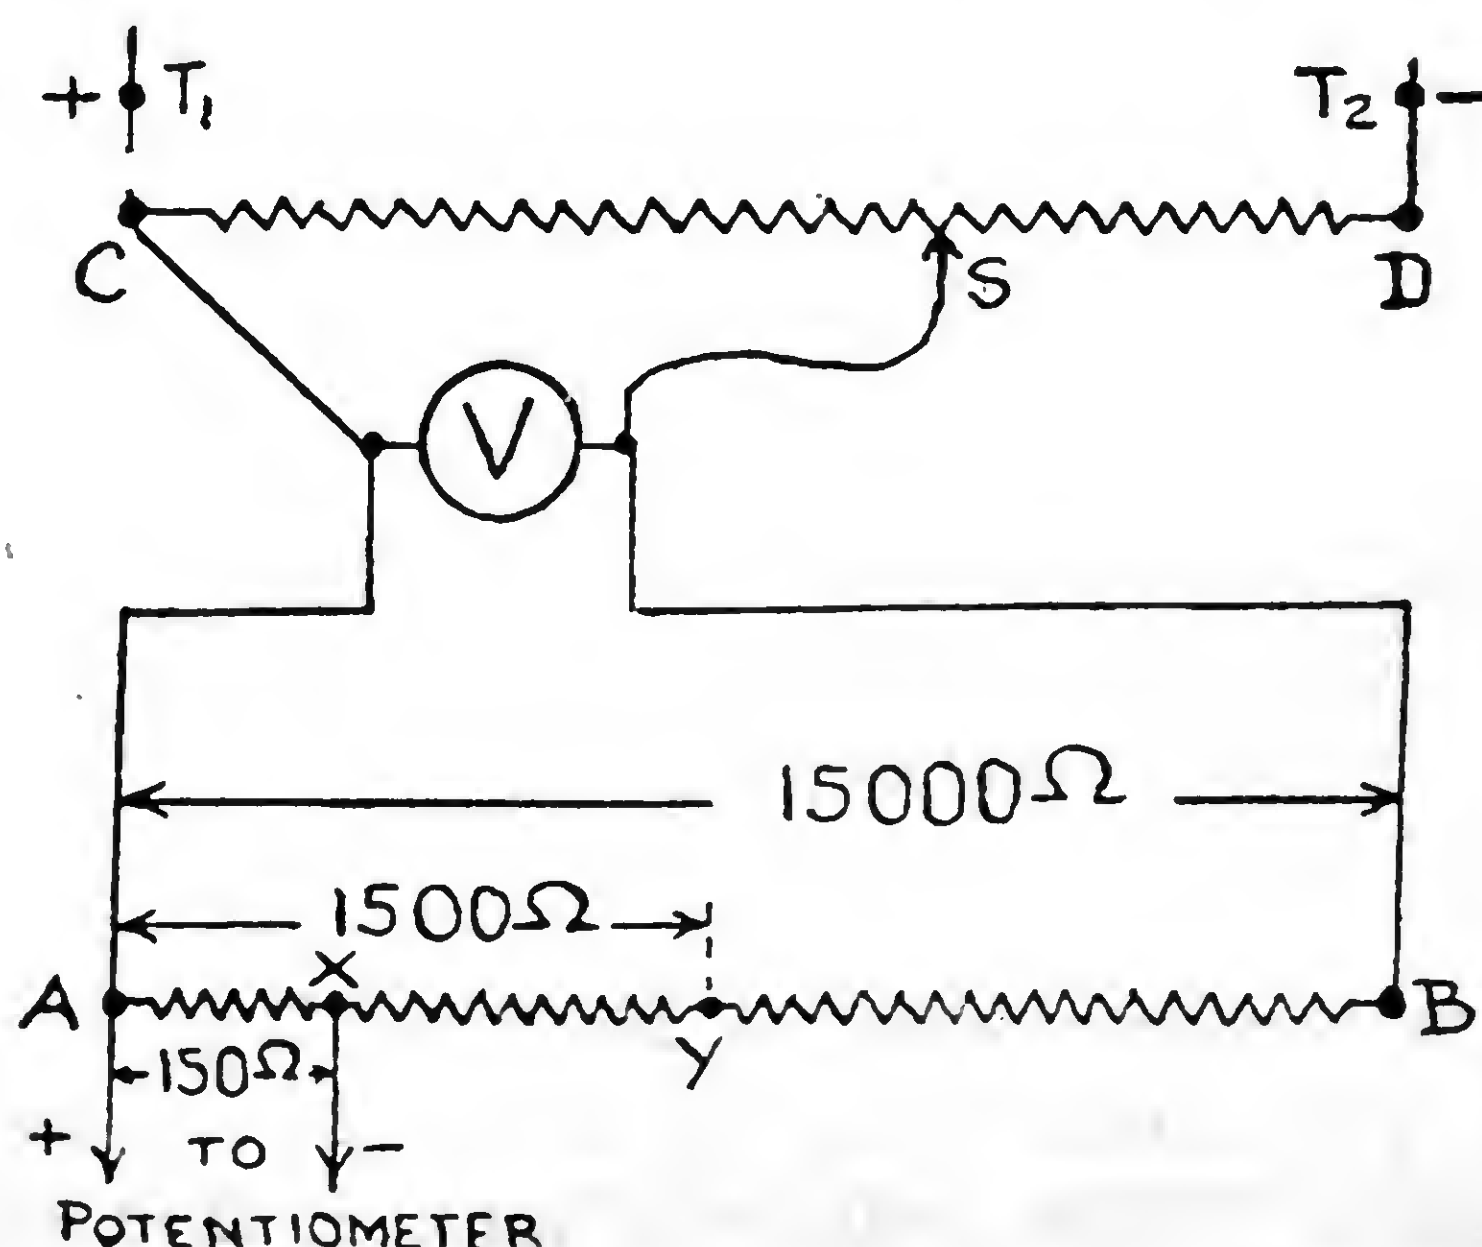 + T1 T2 -
C S D
V
15000Ω
1500Ω
X
A B
Y
150Ω
+ TO -
POTENTIOMETER